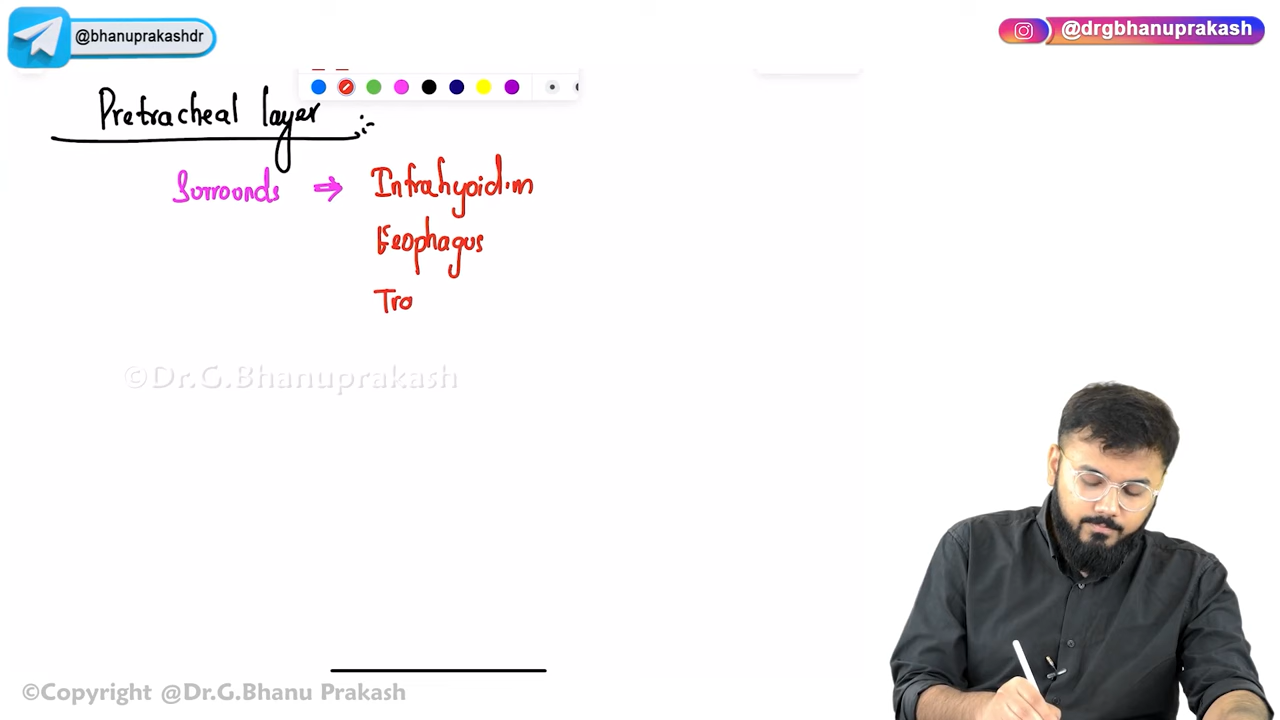 @bhanuprakashdr
@drgbhanuprakash
Pretracheal layer :-
Surrounds → Infrahyoid.m
Esophagus
Tra
©Dr.G.Bhanuprakash
©Copyright @Dr.G.Bhanu Prakash